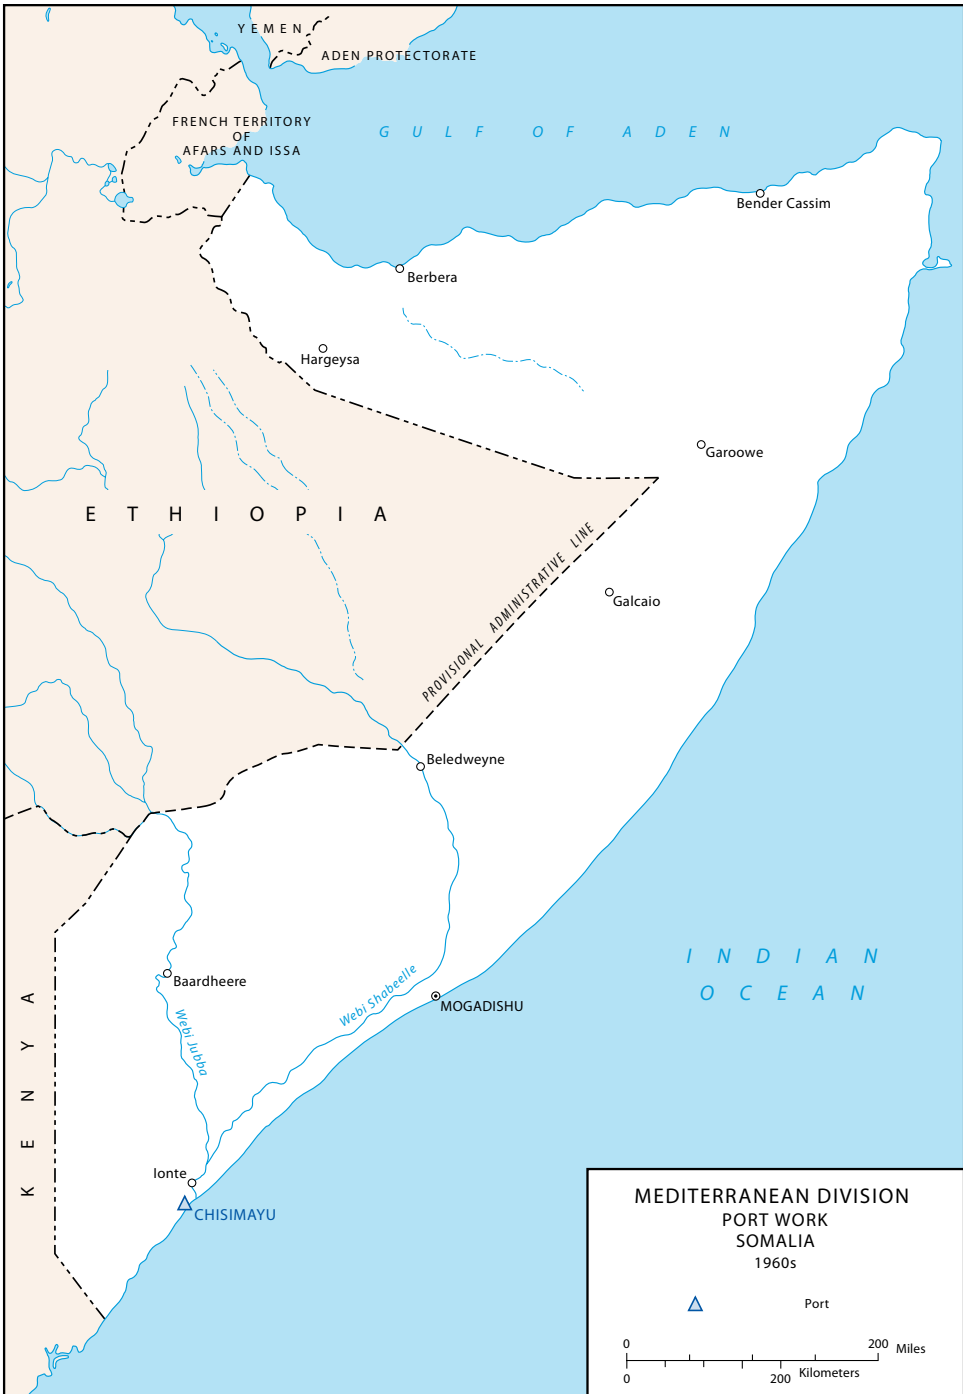 YEMEN
ADEN PROTECTORATE
FRENCH TERRITORY
OF
AFARS AND ISSA
GULF OF ADEN
Bender Cassim
Berbera
Hargeysa
Garoowe
ETHIOPIA
PROVISIONAL ADMINISTRATIVE LINE
Galcaio
Beledweyne
INDIAN
OCEAN
Baardheere
Webi Shabeelle
MOGADISHU
Webi Jubba
KENYA
Ionte
CHISIMAYU
MEDITERRANEAN DIVISION
PORT WORK
SOMALIA
1960s
Port
0 200 Miles
0 200 Kilometers